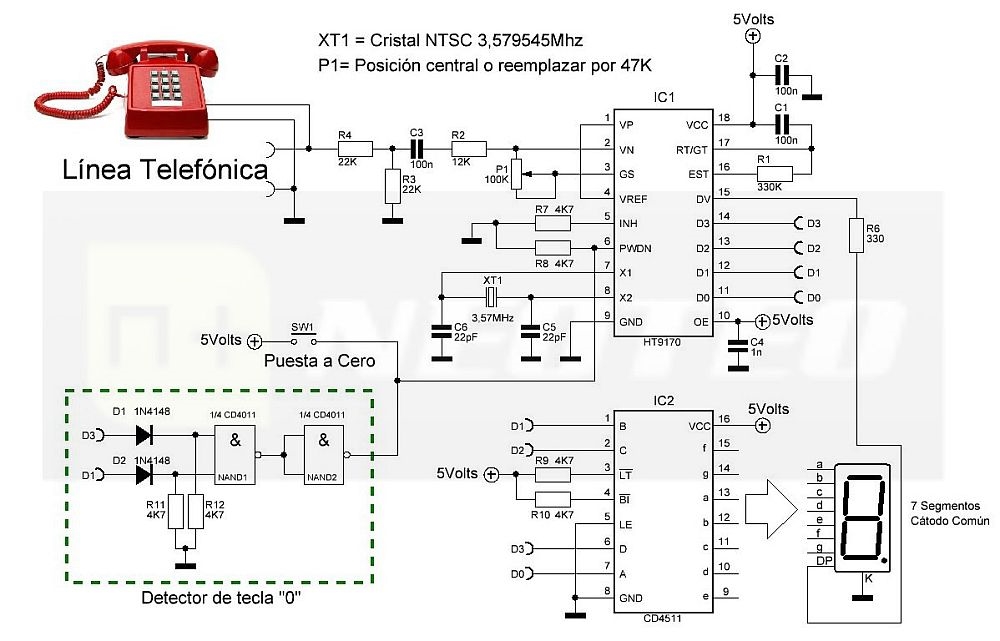 XT1 = Cristal NTSC 3,579545Mhz
P1= Posición central o reemplazar por 47K
5Volts
C2
100n
C1
100n
Línea Telefónica
R4
22K
C3
100n
R2
12K
R3
22K
P1
100K
IC1
1 VP VCC 18
2 VN RT/GT 17
3 GS EST 16
4 VREF DV 15
5 INH D3 14
6 PWDN D2 13
7 X1 D1 12
8 X2 D0 11
9 GND OE 10
HT9170
R1
330K
R7 4K7
R8 4K7
D3
D2
D1
D0
R6
330
XT1
3,57MHz
C6
22pF
C5
22pF
5Volts
C4
1n
5Volts
SW1
Puesta a Cero
NEOTEO
D1 1N4148
D3
D2 1N4148
D1
1/4 CD4011
&
NAND1
1/4 CD4011
&
NAND2
R11
4K7
R12
4K7
Detector de tecla "0"
IC2
D1 1 B VCC 16
5Volts
D2 2 C f 15
5Volts
R9 4K7
3 LT g 14
R10 4K7
4 BI a 13
5 LE b 12
D3 6 D c 11
D0 7 A d 10
8 GND e 9
CD4511
a
b
c
d
e
f
g
DP
K
7 Segmentos
Cátodo Común